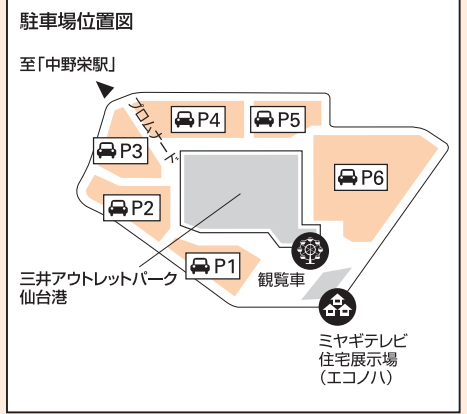 駐車場位置図
至「中野栄駅」
プロムナード
P4
P5
P3
P6
P2
P1
三井アウトレットパーク
仙台港
観覧車
ミヤギテレビ
住宅展示場
（エコノハ）